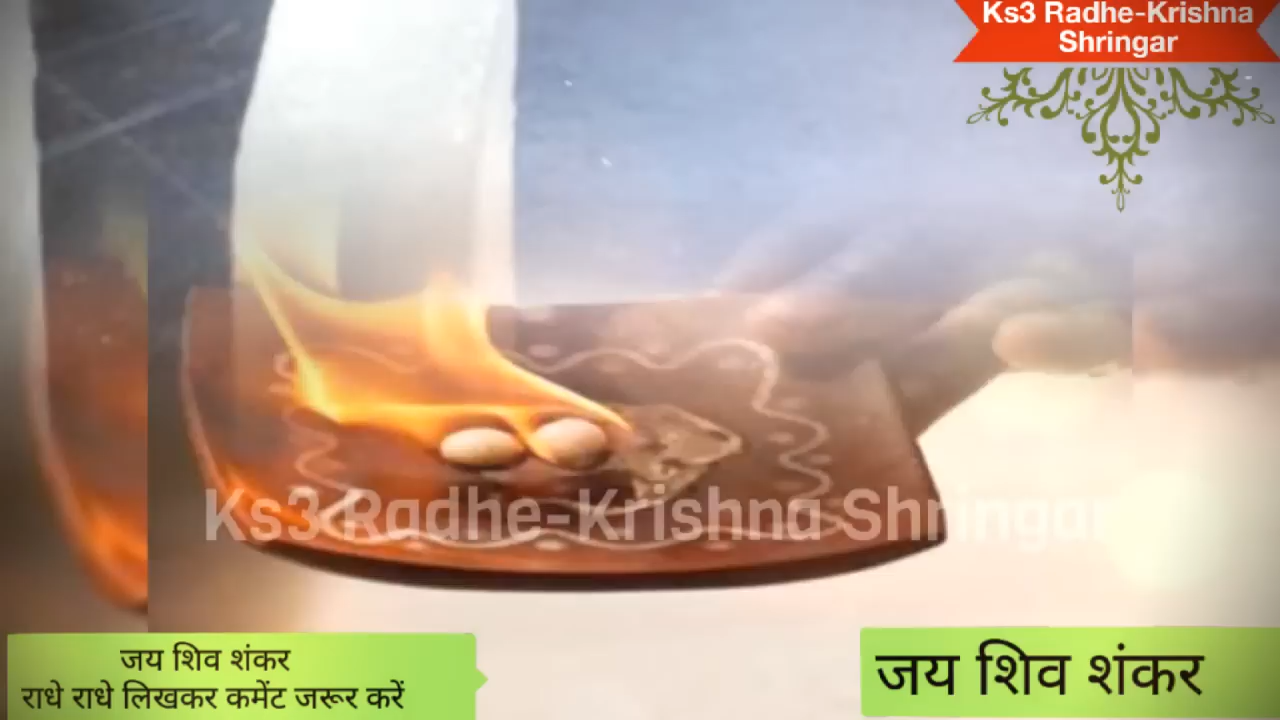 Ks3 Radhe-Krishna
Shringar
Ks3 Radhe-Krishna Shringar
जय शिव शंकर
राधे राधे लिखकर कमेंट जरूर करें
जय शिव शंकर